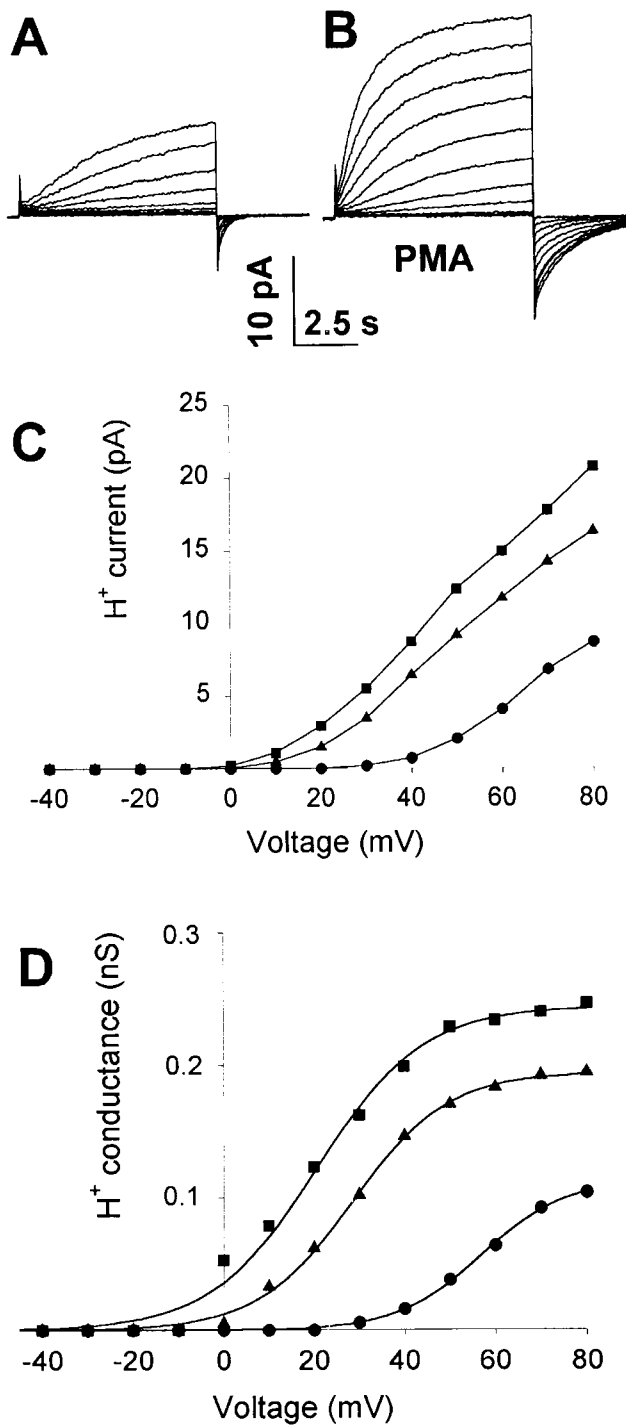 A
B
PMA
10 pA
2.5 s
C
H⁺ current (pA)
25
20
15
10
5
-40 -20 0 20 40 60 80
Voltage (mV)
D
H⁺ conductance (nS)
0.3
0.2
0.1
-40 -20 0 20 40 60 80
Voltage (mV)